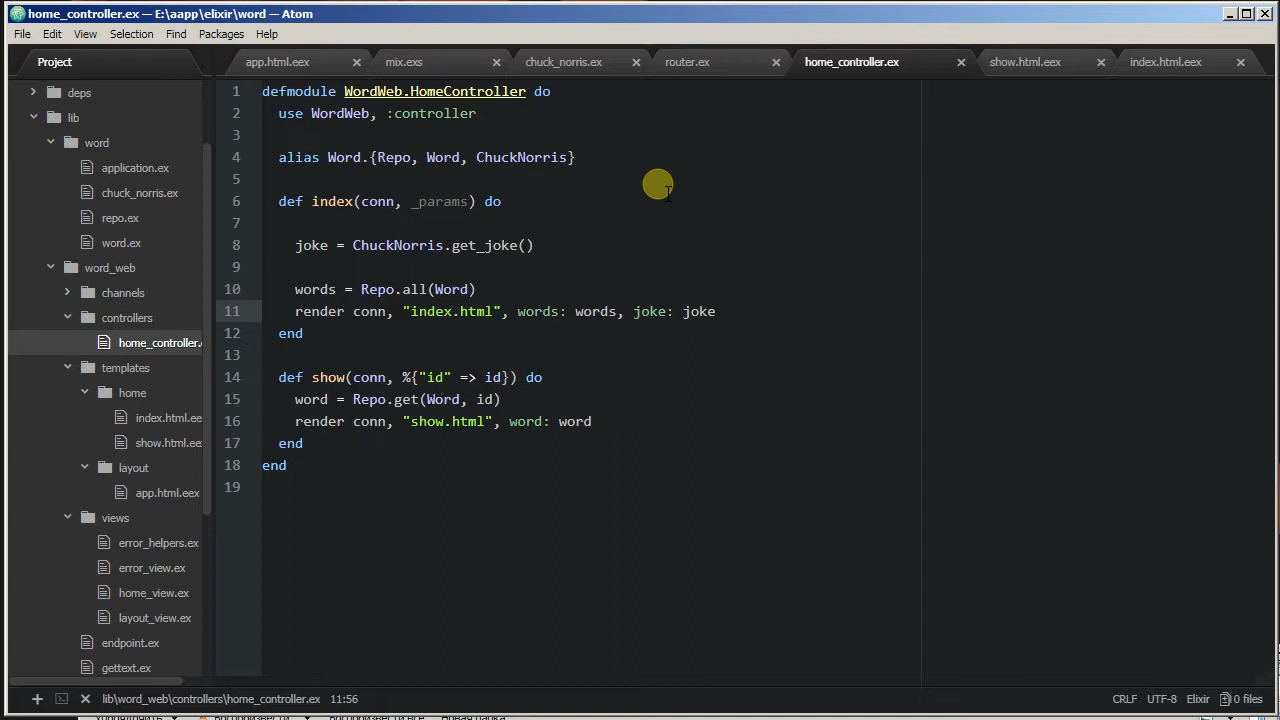 home_controller.ex — E:\aapp\elixir\word — Atom
File Edit View Selection Find Packages Help
Project
app.html.eex mix.exs chuck_norris.ex router.ex home_controller.ex show.html.eex index.html.eex
deps
lib
word
application.ex
chuck_norris.ex
repo.ex
word.ex
word_web
channels
controllers
home_controller.
templates
home
index.html.ee
show.html.ee
layout
app.html.eex
views
error_helpers.ex
error_view.ex
home_view.ex
layout_view.ex
endpoint.ex
gettext.ex
1 defmodule WordWeb.HomeController do
2 use WordWeb, :controller
3
4 alias Word.{Repo, Word, ChuckNorris}
5
6 def index(conn, _params) do
7
8 joke = ChuckNorris.get_joke()
9
10 words = Repo.all(Word)
11 render conn, "index.html", words: words, joke: joke
12 end
13
14 def show(conn, %{"id" => id}) do
15 word = Repo.get(Word, id)
16 render conn, "show.html", word: word
17 end
18 end
19
lib\word_web\controllers\home_controller.ex 11:56 CRLF UTF-8 Elixir 0 files